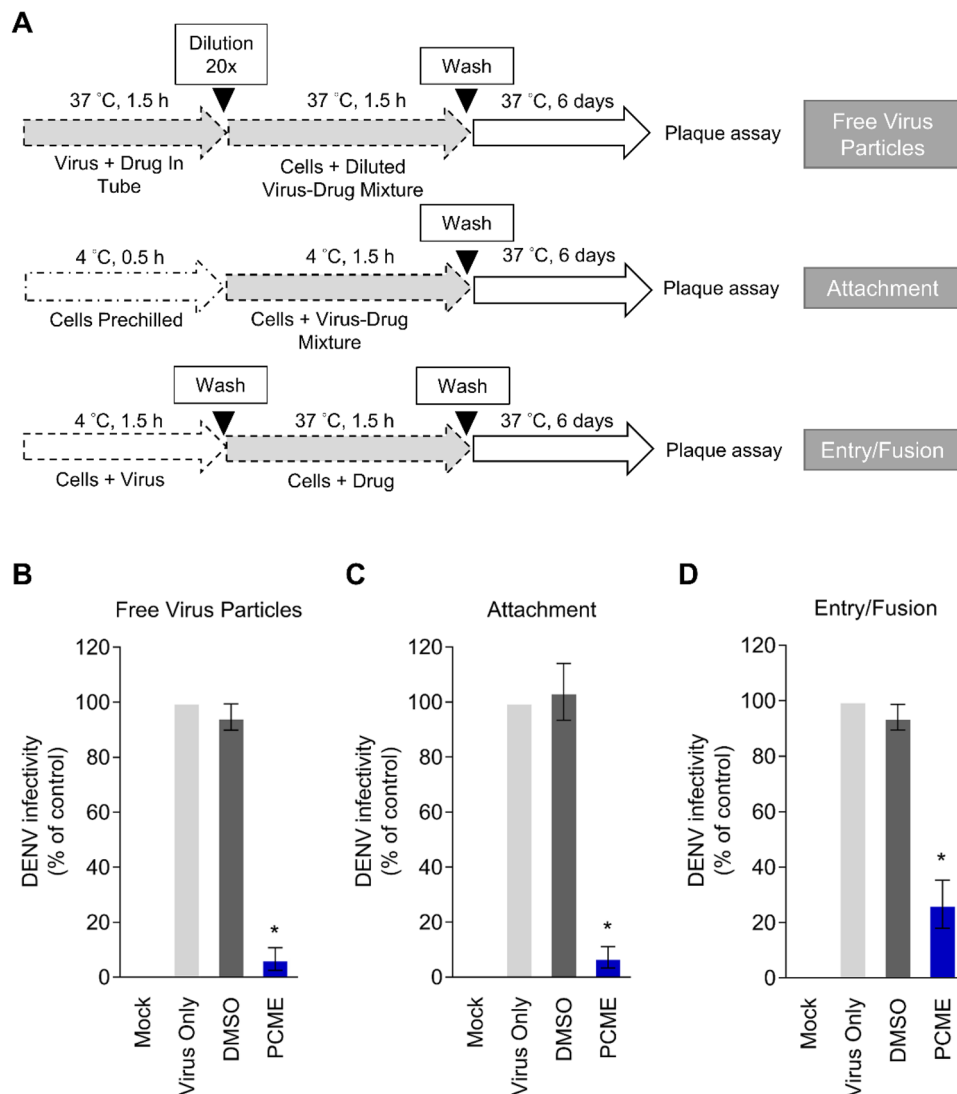 A
Dilution
20x
Wash
37 °C, 1.5 h
37 °C, 1.5 h
37 °C, 6 days
Virus + Drug In
Tube
Cells + Diluted
Virus-Drug Mixture
Plaque assay
Free Virus
Particles
Wash
4 °C, 0.5 h
4 °C, 1.5 h
37 °C, 6 days
Cells Prechilled
Cells + Virus-Drug
Mixture
Plaque assay
Attachment
Wash
Wash
4 °C, 1.5 h
37 °C, 1.5 h
37 °C, 6 days
Cells + Virus
Cells + Drug
Plaque assay
Entry/Fusion
B
Free Virus Particles
DENV infectivity
(% of control)
120
100
80
60
40
20
0
*
Mock
Virus Only
DMSO
PCME
C
Attachment
DENV infectivity
(% of control)
120
100
80
60
40
20
0
*
Mock
Virus Only
DMSO
PCME
D
Entry/Fusion
DENV infectivity
(% of control)
120
100
80
60
40
20
0
*
Mock
Virus Only
DMSO
PCME